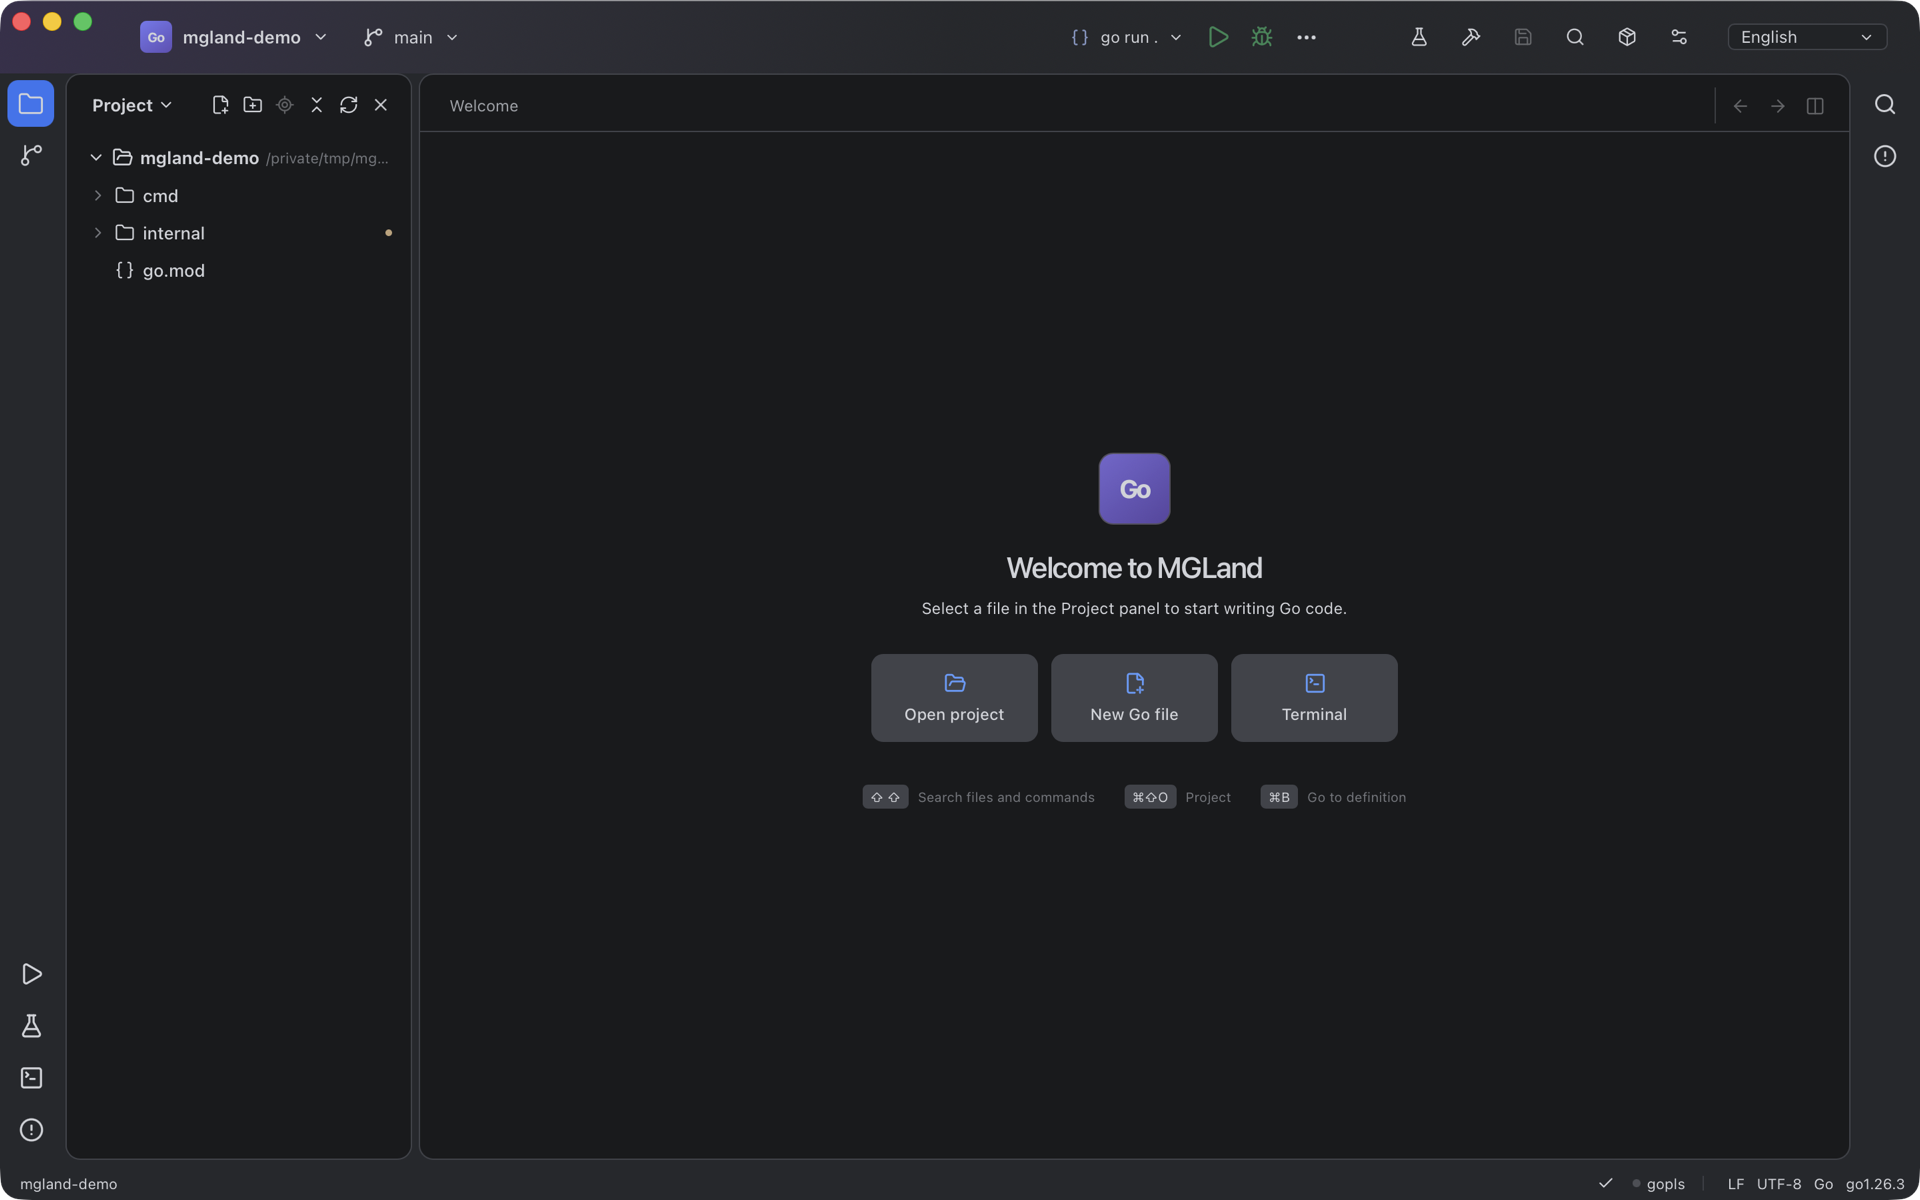 Go mgland-demo main go run . English
Project
Welcome
mgland-demo /private/tmp/mg...
cmd
internal
{} go.mod
Go
Welcome to MGLand
Select a file in the Project panel to start writing Go code.
Open project New Go file Terminal
⇧ ⇧ Search files and commands ⌘⇧O Project ⌘B Go to definition
mgland-demo gopls LF UTF-8 Go go1.26.3